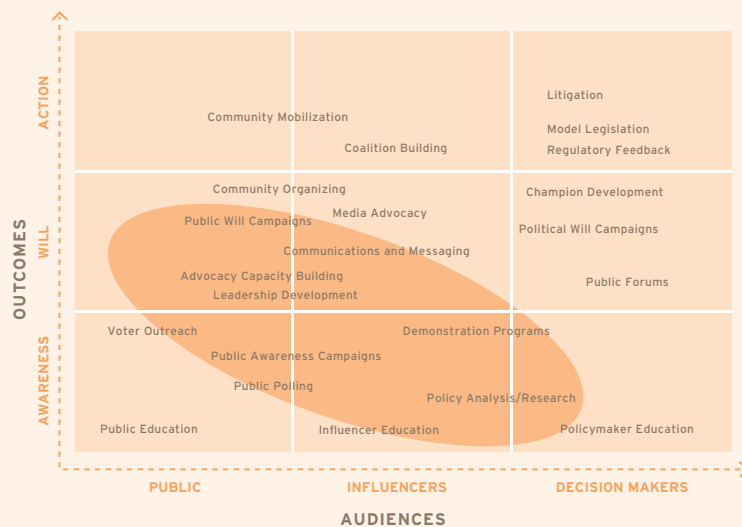 ACTION
Litigation
Community Mobilization
Model Legislation
Coalition Building
Regulatory Feedback
OUTCOMES
WILL
Community Organizing
Champion Development
Media Advocacy
Public Will Campaigns
Political Will Campaigns
Communications and Messaging
Advocacy Capacity Building
Public Forums
Leadership Development
AWARENESS
Voter Outreach
Demonstration Programs
Public Awareness Campaigns
Public Polling
Policy Analysis/Research
Public Education
Influencer Education
Policymaker Education
PUBLIC
INFLUENCERS
DECISION MAKERS
AUDIENCES